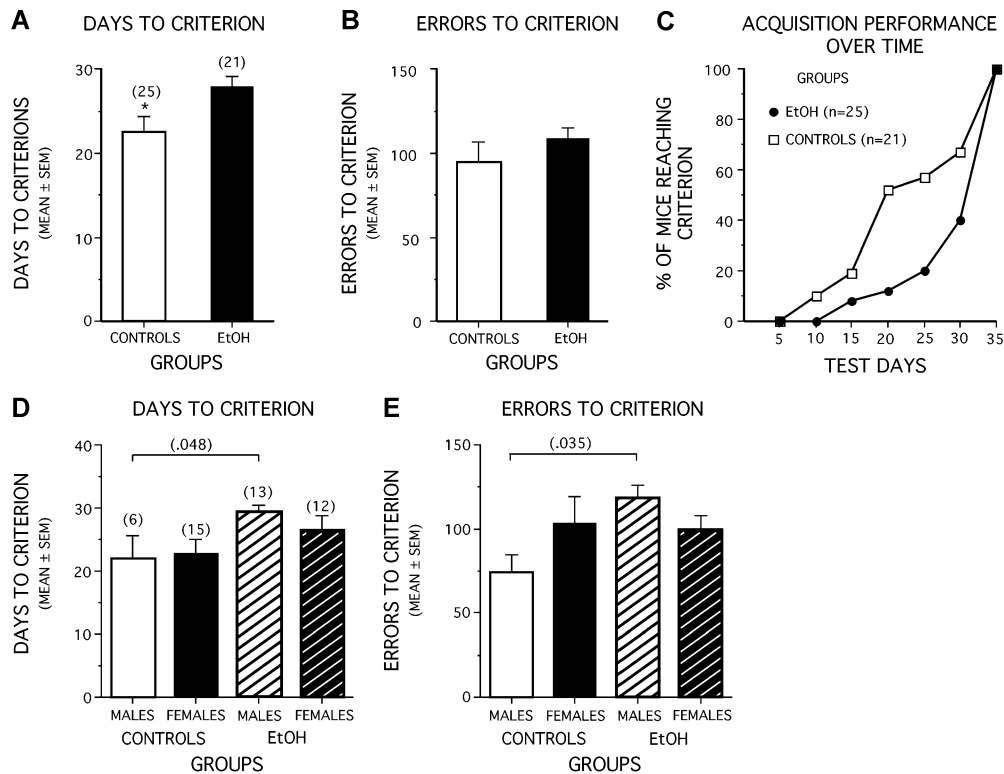 A
DAYS TO CRITERION
DAYS TO CRITERIONS
(MEAN ± SEM)
30
20
10
0
(25)
*
(21)
CONTROLS
EtOH
GROUPS
B
ERRORS TO CRITERION
ERRORS TO CRITERION
(MEAN ± SEM)
150
100
50
0
CONTROLS
EtOH
GROUPS
C
ACQUISITION PERFORMANCE
OVER TIME
% OF MICE REACHING
CRITERION
100
80
60
40
20
0
GROUPS
EtOH (n=25)
CONTROLS (n=21)
5 10 15 20 25 30 35
TEST DAYS
D
DAYS TO CRITERION
DAYS TO CRITERION
(MEAN ± SEM)
40
30
20
10
0
(.048)
(6)
(15)
(13)
(12)
MALES FEMALES MALES FEMALES
CONTROLS EtOH
GROUPS
E
ERRORS TO CRITERION
ERRORS TO CRITERION
(MEAN ± SEM)
150
100
50
0
(.035)
MALES FEMALES MALES FEMALES
CONTROLS EtOH
GROUPS